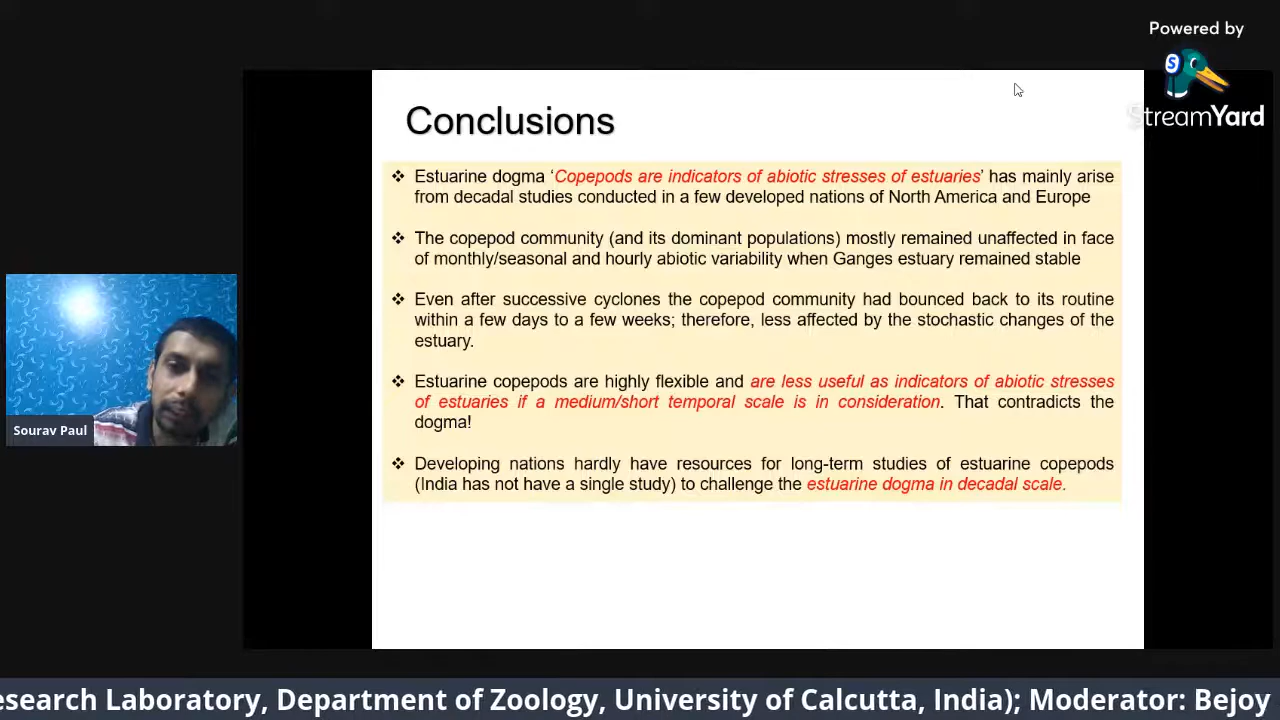 Powered by
StreamYard
Conclusions
❖ Estuarine dogma ‘Copepods are indicators of abiotic stresses of estuaries’ has mainly arise
from decadal studies conducted in a few developed nations of North America and Europe
❖ The copepod community (and its dominant populations) mostly remained unaffected in face
of monthly/seasonal and hourly abiotic variability when Ganges estuary remained stable
❖ Even after successive cyclones the copepod community had bounced back to its routine
within a few days to a few weeks; therefore, less affected by the stochastic changes of the
estuary.
❖ Estuarine copepods are highly flexible and are less useful as indicators of abiotic stresses
of estuaries if a medium/short temporal scale is in consideration. That contradicts the
dogma!
❖ Developing nations hardly have resources for long-term studies of estuarine copepods
(India has not have a single study) to challenge the estuarine dogma in decadal scale.
Sourav Paul
esearch Laboratory, Department of Zoology, University of Calcutta, India); Moderator: Bejoy